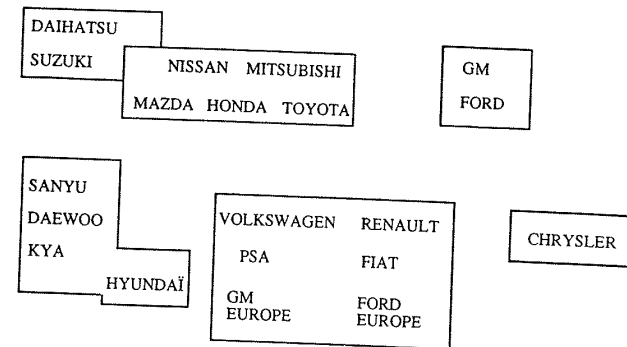 DAIHATSU
SUZUKI
NISSAN MITSUBISHI
MAZDA HONDA TOYOTA
GM
FORD
SANYU
DAEWOO
KYA
HYUNDAÏ
VOLKSWAGEN RENAULT
PSA FIAT
GM FORD
EUROPE EUROPE
CHRYSLER